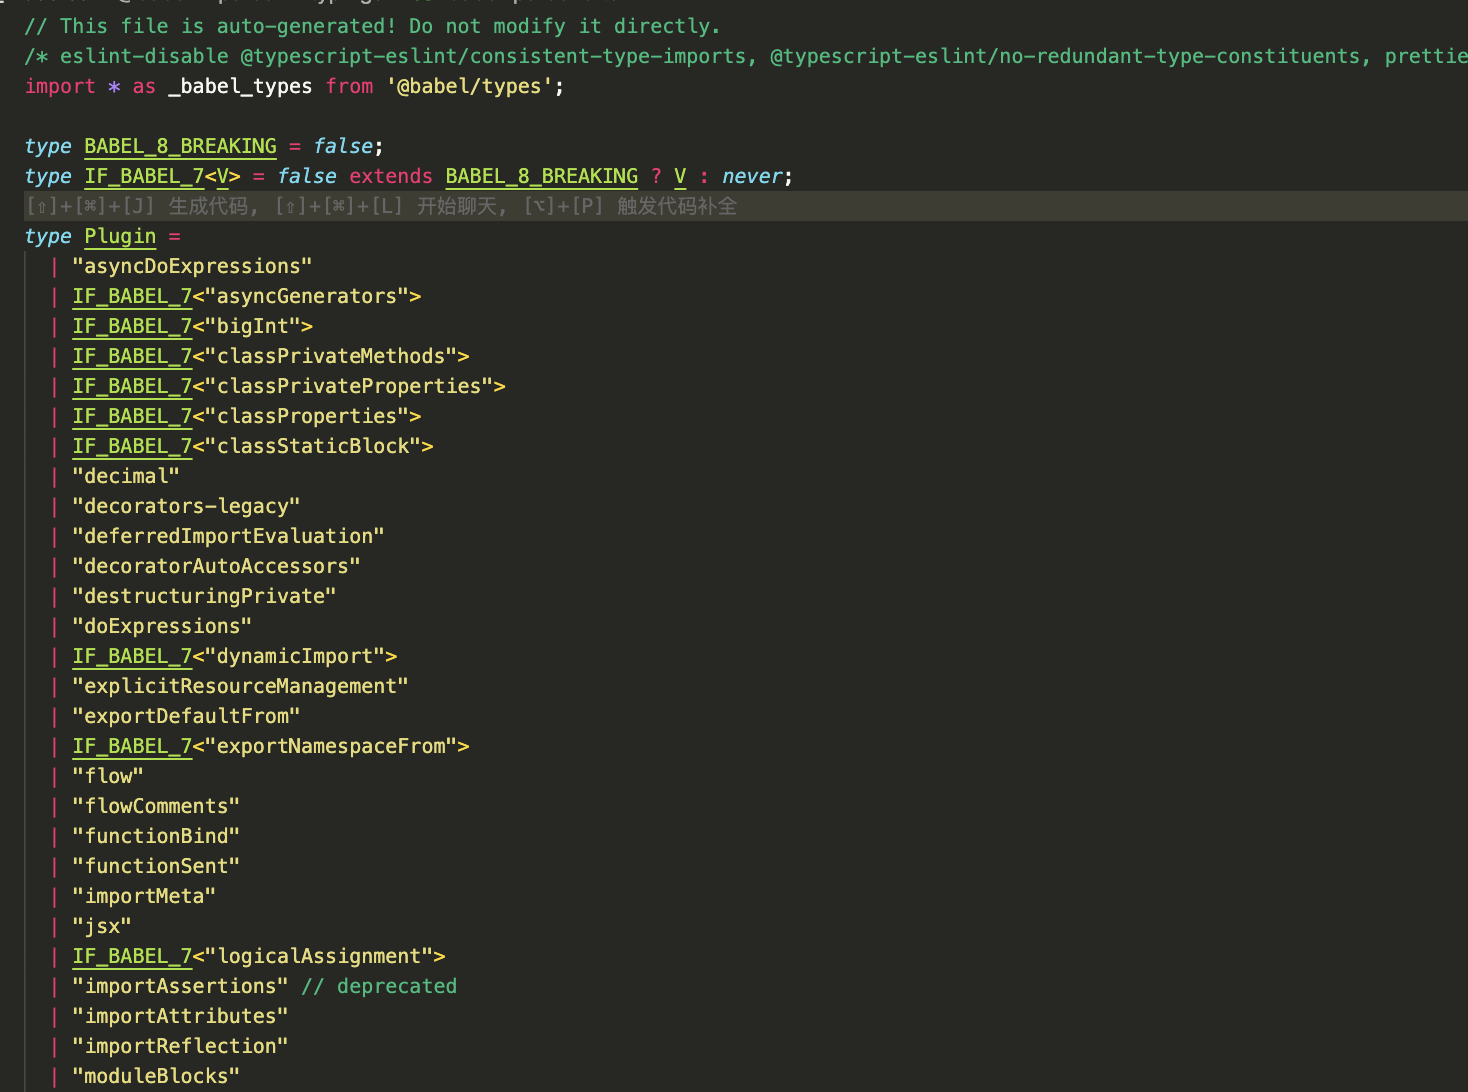 // This file is auto-generated! Do not modify it directly.
/* eslint-disable @typescript-eslint/consistent-type-imports, @typescript-eslint/no-redundant-type-constituents, prettie
import * as _babel_types from '@babel/types';
type BABEL_8_BREAKING = false;
type IF_BABEL_7<V> = false extends BABEL_8_BREAKING ? V : never;
[⇧]+[⌘]+[J] 生成代码, [⇧]+[⌘]+[L] 开始聊天, [⌥]+[P] 触发代码补全
type Plugin =
| "asyncDoExpressions"
| IF_BABEL_7<"asyncGenerators">
| IF_BABEL_7<"bigInt">
| IF_BABEL_7<"classPrivateMethods">
| IF_BABEL_7<"classPrivateProperties">
| IF_BABEL_7<"classProperties">
| IF_BABEL_7<"classStaticBlock">
| "decimal"
| "decorators-legacy"
| "deferredImportEvaluation"
| "decoratorAutoAccessors"
| "destructuringPrivate"
| "doExpressions"
| IF_BABEL_7<"dynamicImport">
| "explicitResourceManagement"
| "exportDefaultFrom"
| IF_BABEL_7<"exportNamespaceFrom">
| "flow"
| "flowComments"
| "functionBind"
| "functionSent"
| "importMeta"
| "jsx"
| IF_BABEL_7<"logicalAssignment">
| "importAssertions" // deprecated
| "importAttributes"
| "importReflection"
| "moduleBlocks"